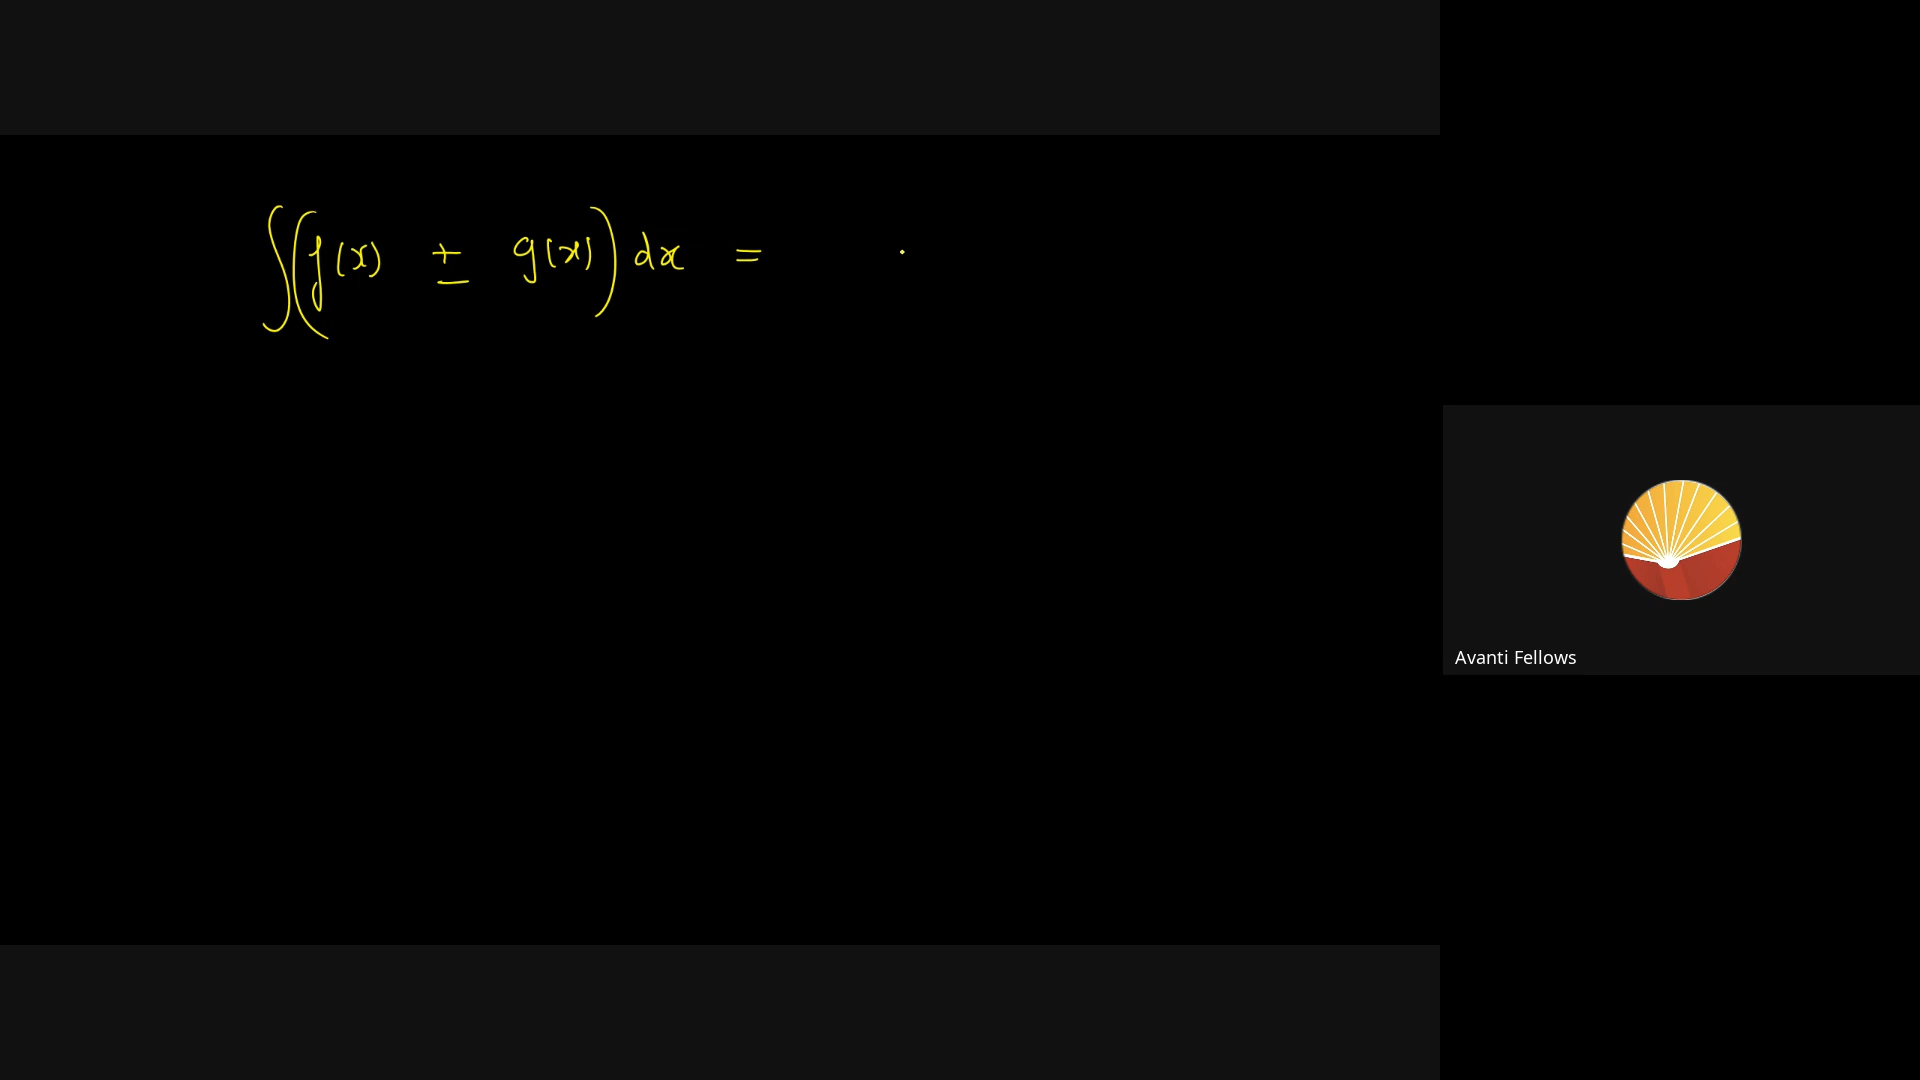 ∫(f(x) ± g(x)) dx =
Avanti Fellows